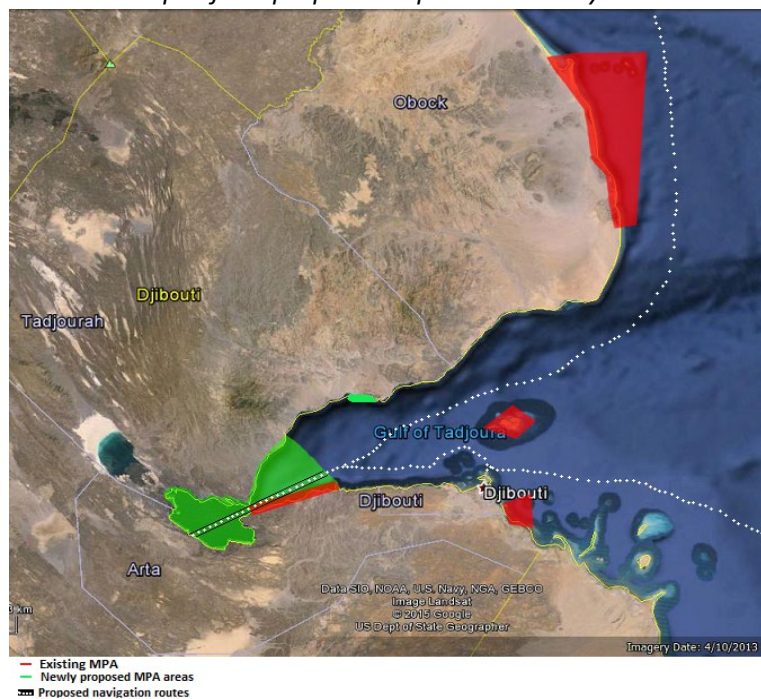 Obock
Djibouti
Tadjourah
Gulf of Tadjoura
Djibouti
Djibouti
Arta
km
Data SIO, NOAA, U.S. Navy, NGA, GEBCO
Image Landsat
© 2015 Google
US Dept of State Geographer
Imagery Date: 4/10/2013
Existing MPA
Newly proposed MPA areas
Proposed navigation routes